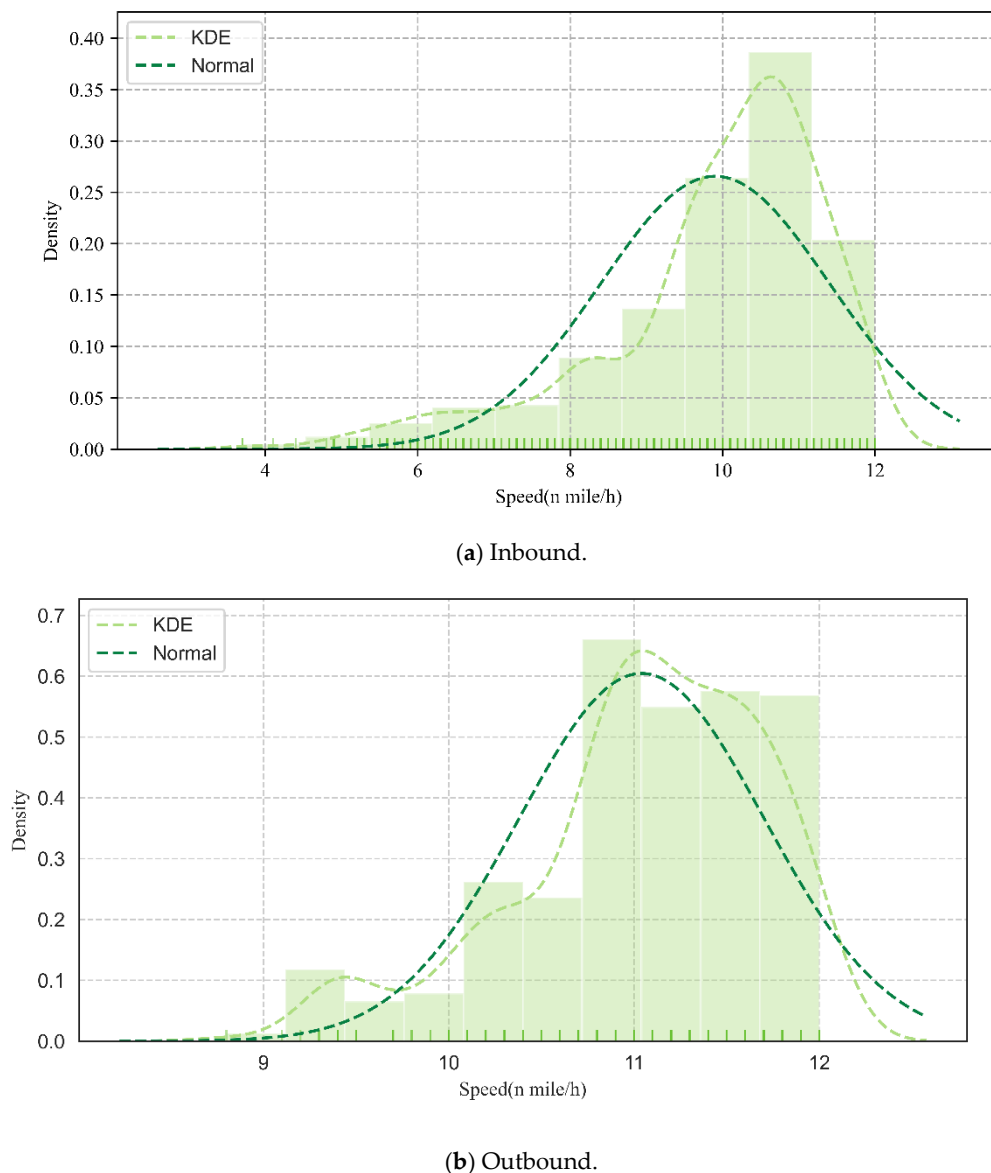 KDE
Normal
0.40
0.35
0.30
0.25
0.20
0.15
0.10
0.05
0.00
Density
4 6 8 10 12
Speed(n mile/h)
(a) Inbound.
KDE
Normal
0.7
0.6
0.5
0.4
0.3
0.2
0.1
0.0
Density
9 10 11 12
Speed(n mile/h)
(b) Outbound.